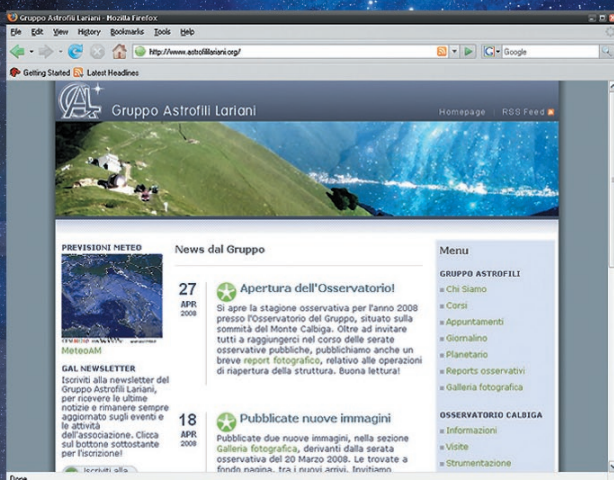 Gruppo Astrofili Lariani - Mozilla Firefox
File Edit View History Bookmarks Tools Help
http://www.astrofililariani.org/
Google
Getting Started Latest Headlines
Gruppo Astrofili Lariani
Homepage RSS Feed
PREVISIONI METEO
MeteoAM
GAL NEWSLETTER
Iscriviti alla newsletter del
Gruppo Astrofili Lariani,
per ricevere le ultime
notizie e rimanere sempre
aggiornato sugli eventi e
le attività
dell'associazione. Clicca
sul bottone sottostante
per l'iscrizione!
Iscriviti alla
News dal Gruppo
27
APR
2008
Apertura dell'Osservatorio!
Si apre la stagione osservativa per l'anno 2008
presso l'Osservatorio del Gruppo, situato sulla
sommità del Monte Calbiga. Oltre ad invitare
tutti a raggiungerci nel corso delle serate
osservative pubbliche, pubblichiamo anche un
breve report fotografico, relativo alle operazioni
di riapertura della struttura. Buona lettura!
18
APR
2008
Pubblicate nuove immagini
Pubblicate due nuove immagini, nella sezione
Galleria fotografica, derivanti dalla serata
osservativa del 20 Marzo 2008. Le trovate a
fondo pagina, tra i nuovi arrivi. Invitiamo
Menu
GRUPPO ASTROFILI
Chi Siamo
Corsi
Appuntamenti
Giornalino
Planetario
Reports osservativi
Galleria fotografica
OSSERVATORIO CALBIGA
Informazioni
Visite
Strumentazione
Done